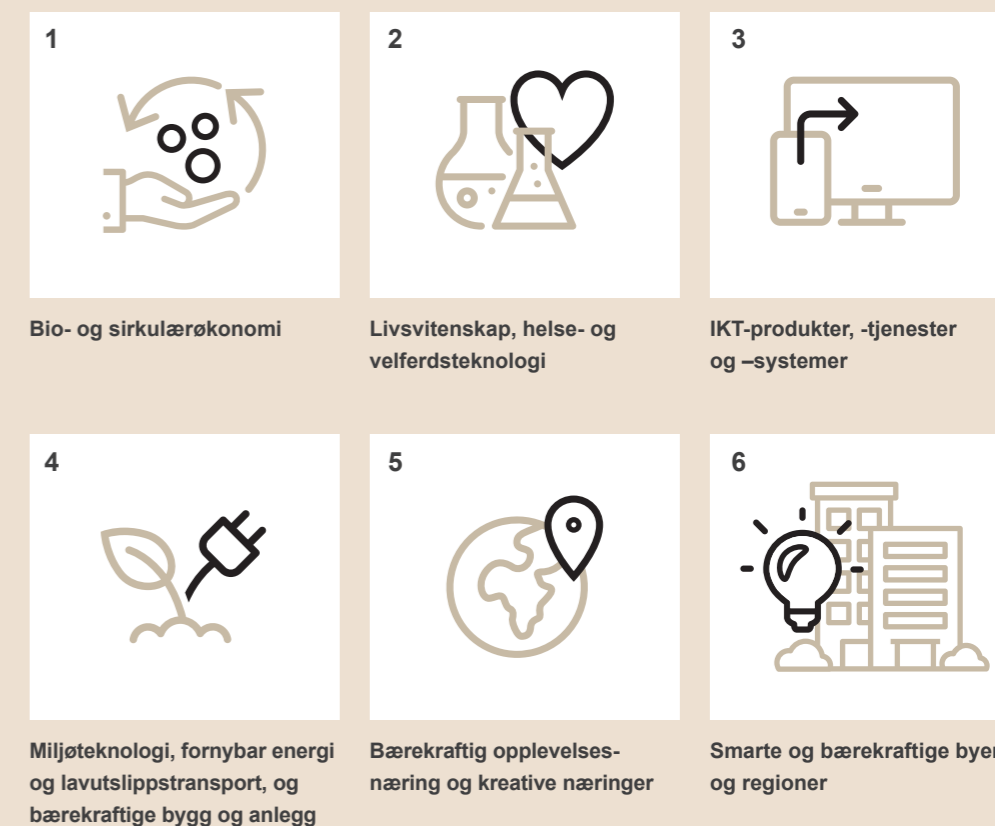 1
2
3
Bio- og sirkulærøkonomi
Livsvitenskap, helse- og
velferdsteknologi
IKT-produkter, -tjenester
og –systemer
4
5
6
Miljøteknologi, fornybar energi
og lavutslippstransport, og
bærekraftige bygg og anlegg
Bærekraftig opplevelses-
næring og kreative næringer
Smarte og bærekraftige byer
og regioner